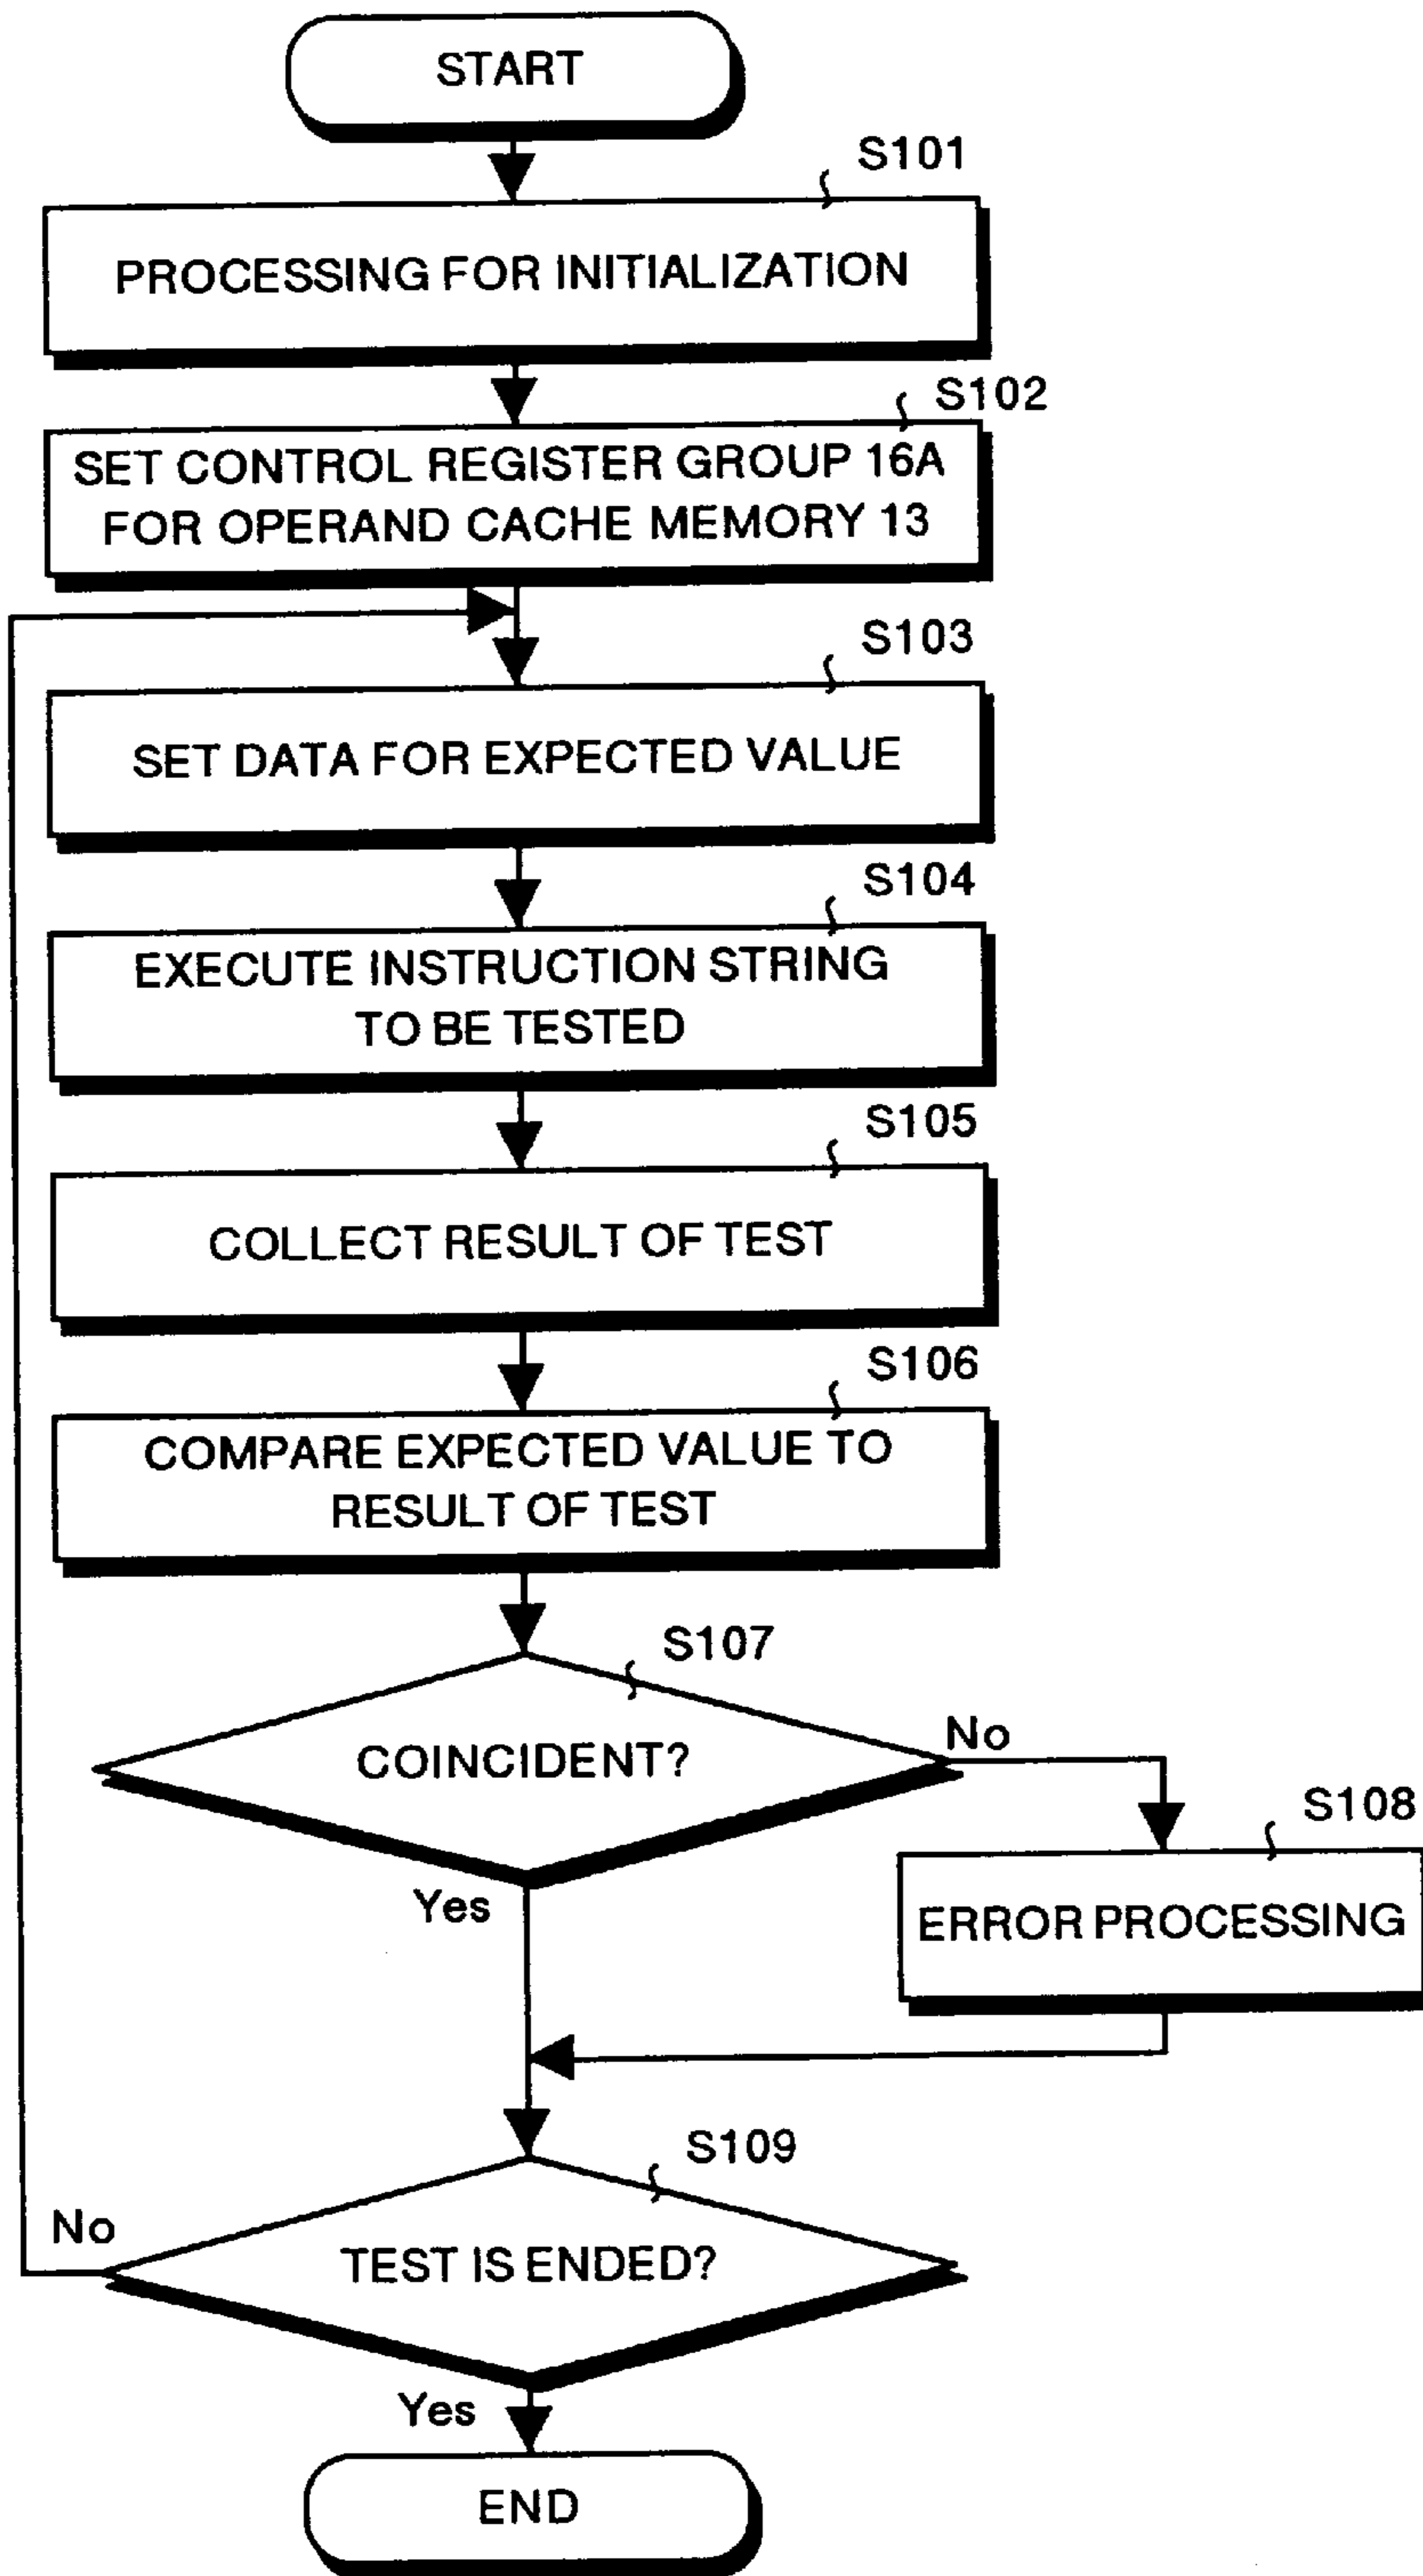 START
S101
PROCESSING FOR INITIALIZATION
S102
SET CONTROL REGISTER GROUP 16A
FOR OPERAND CACHE MEMORY 13
S103
SET DATA FOR EXPECTED VALUE
S104
EXECUTE INSTRUCTION STRING
TO BE TESTED
S105
COLLECT RESULT OF TEST
S106
COMPARE EXPECTED VALUE TO
RESULT OF TEST
S107
COINCIDENT?
No
S108
ERROR PROCESSING
Yes
S109
No
TEST IS ENDED?
Yes
END